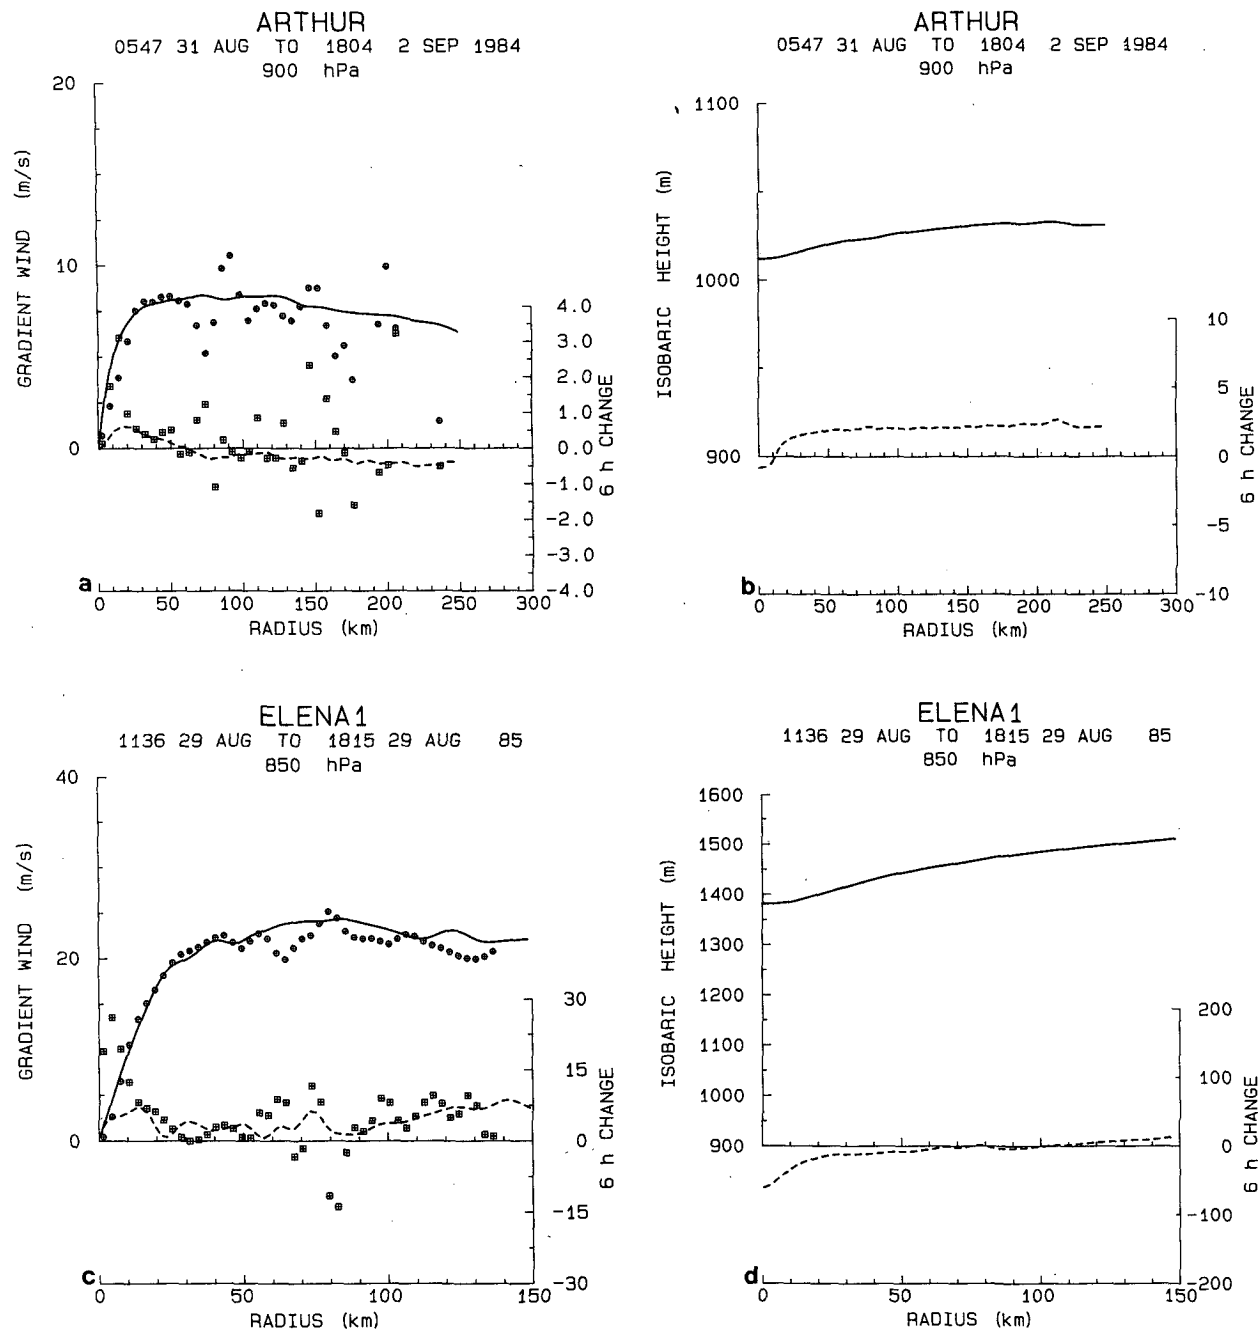 ARTHUR
0547 31 AUG TO 1804 2 SEP 1984
900 hPa
20
10
0
GRADIENT WIND (m/s)
4.0
3.0
2.0
1.0
0.0
-1.0
-2.0
-3.0
-4.0
6 h CHANGE
a
0 50 100 150 200 250 300
RADIUS (km)
ARTHUR
0547 31 AUG TO 1804 2 SEP 1984
900 hPa
1100
1000
900
ISOBARIC HEIGHT (m)
10
5
0
-5
-10
6 h CHANGE
b
0 50 100 150 200 250 300
RADIUS (km)
ELENA1
1136 29 AUG TO 1815 29 AUG 85
850 hPa
40
20
0
GRADIENT WIND (m/s)
30
15
0
-15
-30
6 h CHANGE
c
0 50 100 150
RADIUS (km)
ELENA1
1136 29 AUG TO 1815 29 AUG 85
850 hPa
1600
1500
1400
1300
1200
1100
1000
900
ISOBARIC HEIGHT (m)
200
100
0
-100
-200
6 h CHANGE
d
0 50 100 150
RADIUS (km)